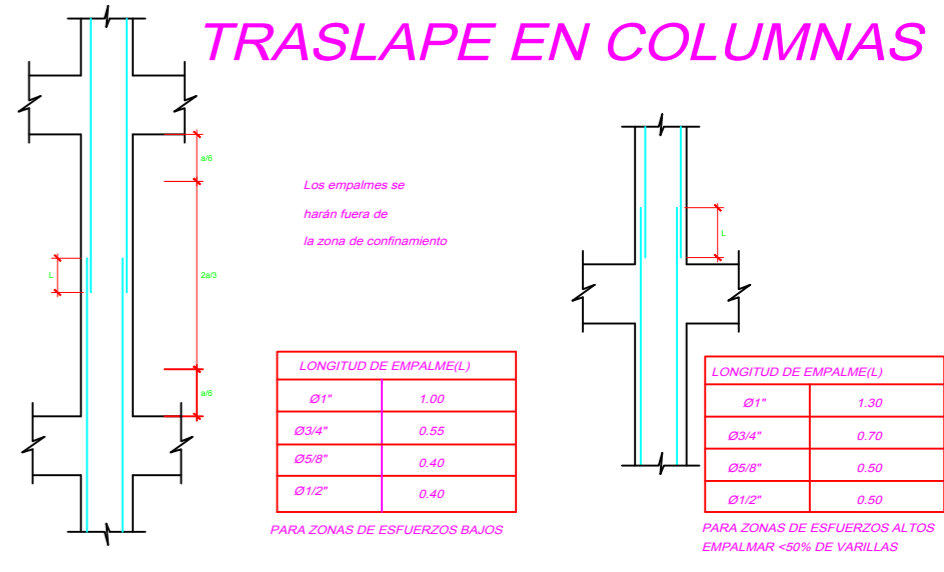 TRASLAPE EN COLUMNAS
a/6
Los empalmes se
harán fuera de
la zona de confinamiento
L
2a/3
a/6
L
LONGITUD DE EMPALME(L)
Ø1" 1.00
Ø3/4" 0.55
Ø5/8" 0.40
Ø1/2" 0.40
PARA ZONAS DE ESFUERZOS BAJOS
LONGITUD DE EMPALME(L)
Ø1" 1.30
Ø3/4" 0.70
Ø5/8" 0.50
Ø1/2" 0.50
PARA ZONAS DE ESFUERZOS ALTOS
EMPALMAR <50% DE VARILLAS